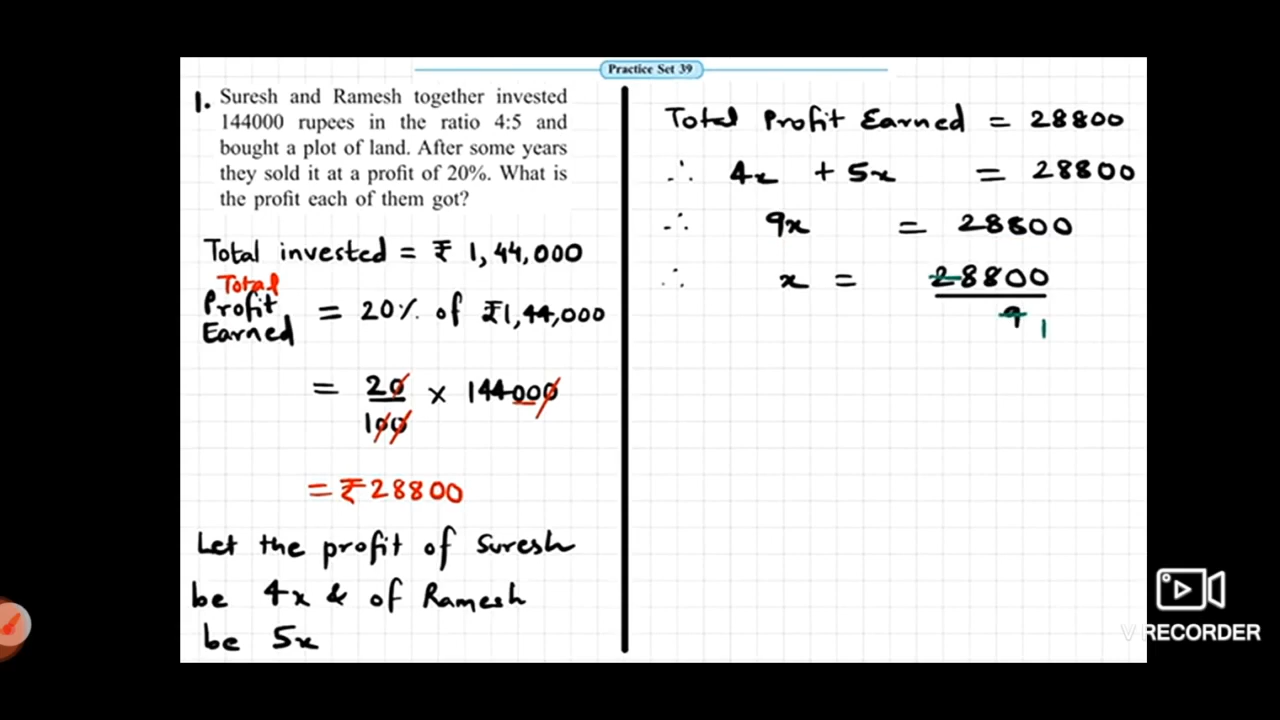 Practice Set 39
1. Suresh and Ramesh together invested
144000 rupees in the ratio 4:5 and
bought a plot of land. After some years
they sold it at a profit of 20%. What is
the profit each of them got?
Total invested = ₹ 1,44,000
Total
Profit
Earned = 20% of ₹1,44,000
= 20/100 × 144000
= ₹28800
Let the profit of Suresh
be 4x & of Ramesh
be 5x
Total Profit Earned = 28800
∴ 4x + 5x = 28800
∴ 9x = 28800
∴ x = 28800
9 1
V RECORDER